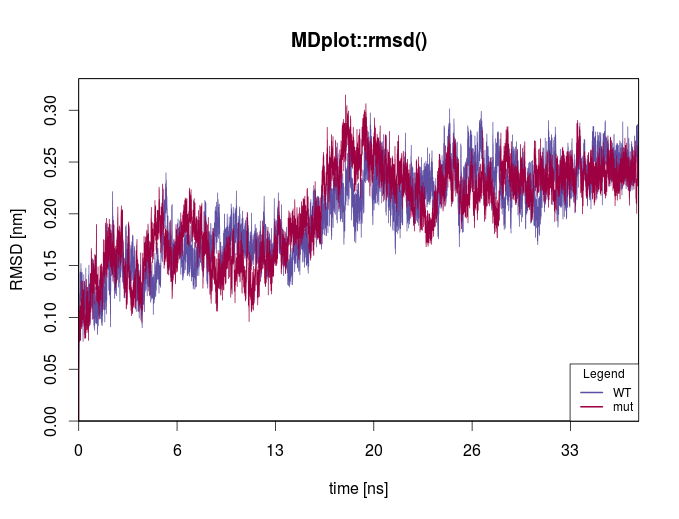 MDplot::rmsd()
RMSD [nm]
0.30
0.25
0.20
0.15
0.10
0.05
0.00
0 6 13 20 26 33
time [ns]
Legend
WT
mut